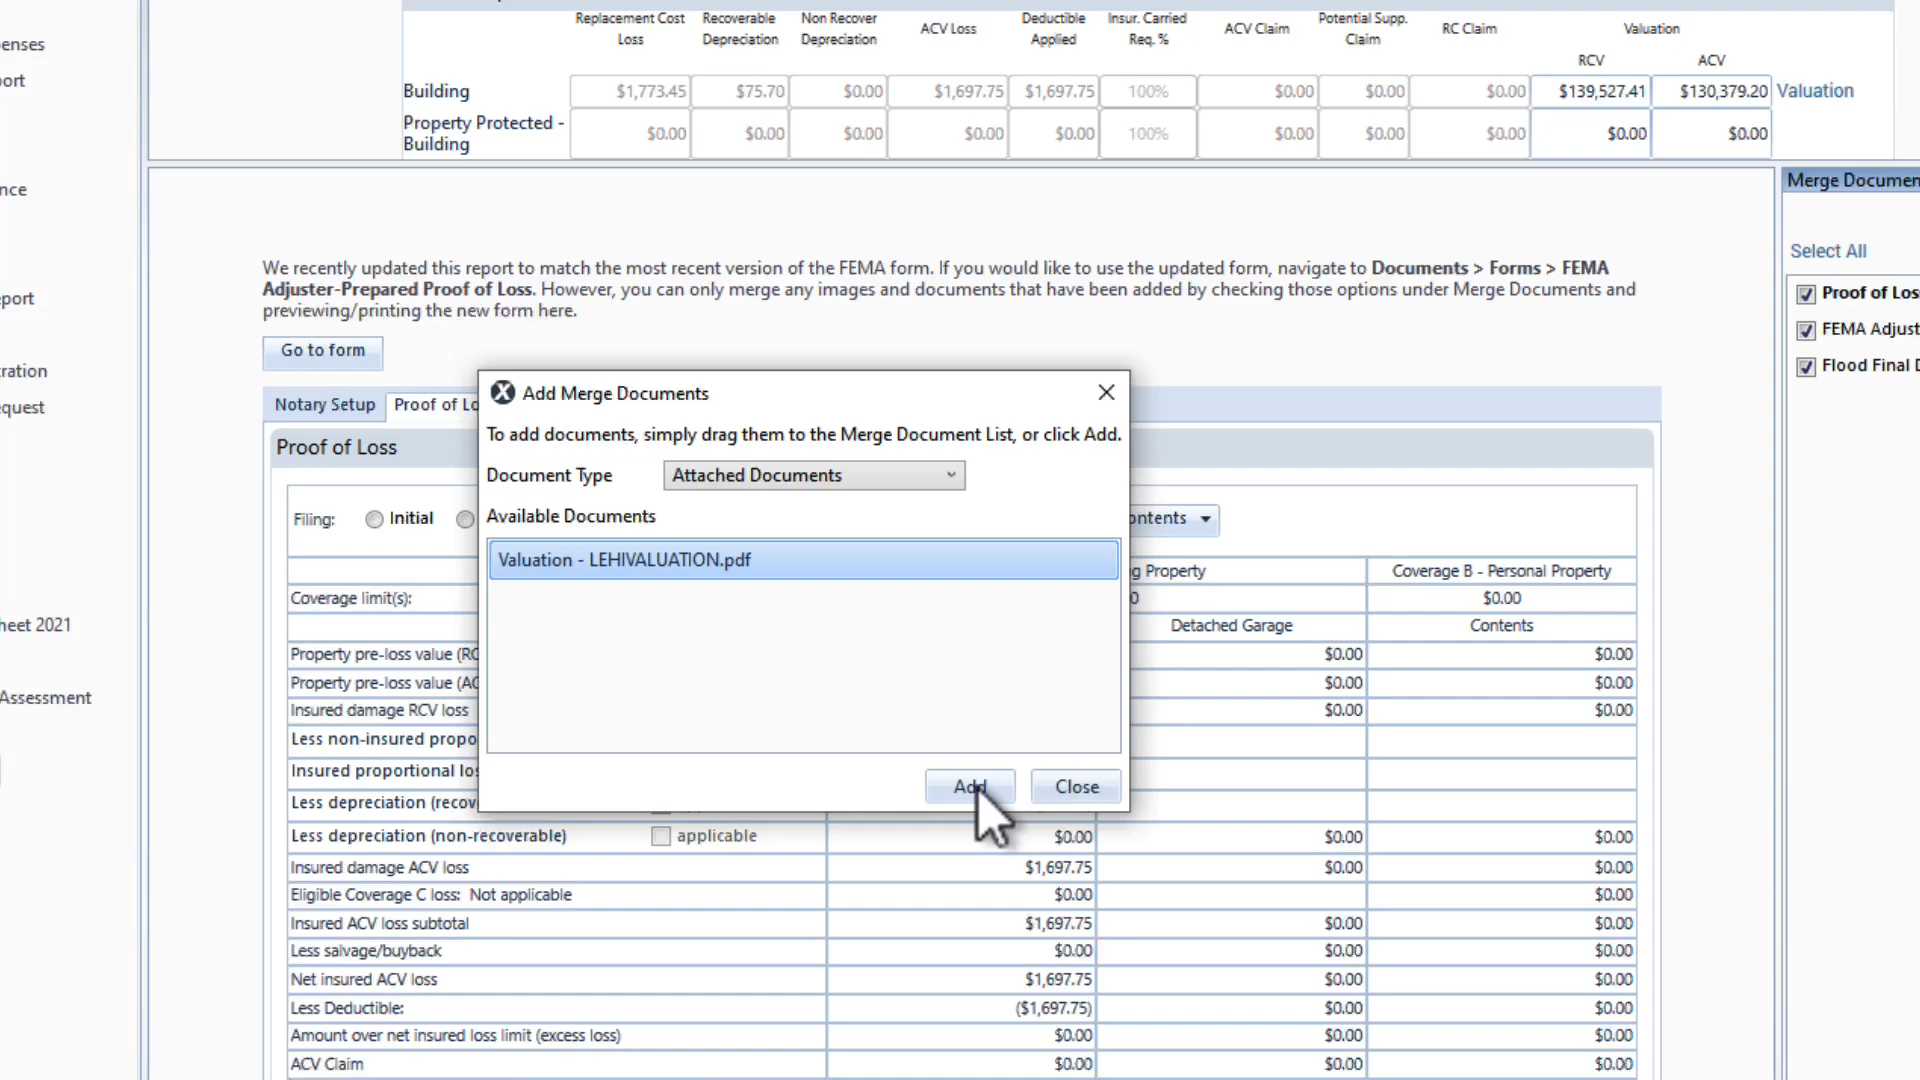 Replacement Cost Loss
Recoverable Depreciation
Non Recover Depreciation
ACV Loss
Deductible Applied
Insur. Carried Req. %
ACV Claim
Potential Supp. Claim
RC Claim
Valuation
RCV
ACV
Building $1,773.45 $75.70 $0.00 $1,697.75 $1,697.75 100% $0.00 $0.00 $0.00 $139,527.41 $130,379.20 Valuation
Property Protected - Building $0.00 $0.00 $0.00 $0.00 $0.00 100% $0.00 $0.00 $0.00 $0.00 $0.00
enses
ort
nce
eport
ration
quest
heet 2021
Assessment
We recently updated this report to match the most recent version of the FEMA form. If you would like to use the updated form, navigate to Documents > Forms > FEMA
Adjuster-Prepared Proof of Loss. However, you can only merge any images and documents that have been added by checking those options under Merge Documents and
previewing/printing the new form here.
Go to form
Notary Setup Proof of Lo
Proof of Loss
Filing: Initial
ontents
g Property Coverage B - Personal Property
Coverage limit(s): 0 $0.00
Detached Garage Contents
Property pre-loss value (RC $0.00 $0.00
Property pre-loss value (AC $0.00 $0.00
Insured damage RCV loss $0.00 $0.00
Less non-insured propo
Insured proportional los
Less depreciation (recov
Less depreciation (non-recoverable) applicable $0.00 $0.00 $0.00
Insured damage ACV loss $1,697.75 $0.00 $0.00
Eligible Coverage C loss: Not applicable $0.00 $0.00
Insured ACV loss subtotal $1,697.75 $0.00 $0.00
Less salvage/buyback $0.00 $0.00 $0.00
Net insured ACV loss $1,697.75 $0.00 $0.00
Less Deductible: ($1,697.75) $0.00 $0.00
Amount over net insured loss limit (excess loss) $0.00 $0.00 $0.00
ACV Claim $0.00 $0.00 $0.00
Add Merge Documents
To add documents, simply drag them to the Merge Document List, or click Add.
Document Type Attached Documents
Available Documents
Valuation - LEHIVALUATION.pdf
Add Close
Merge Documen
Select All
Proof of Los
FEMA Adjust
Flood Final D